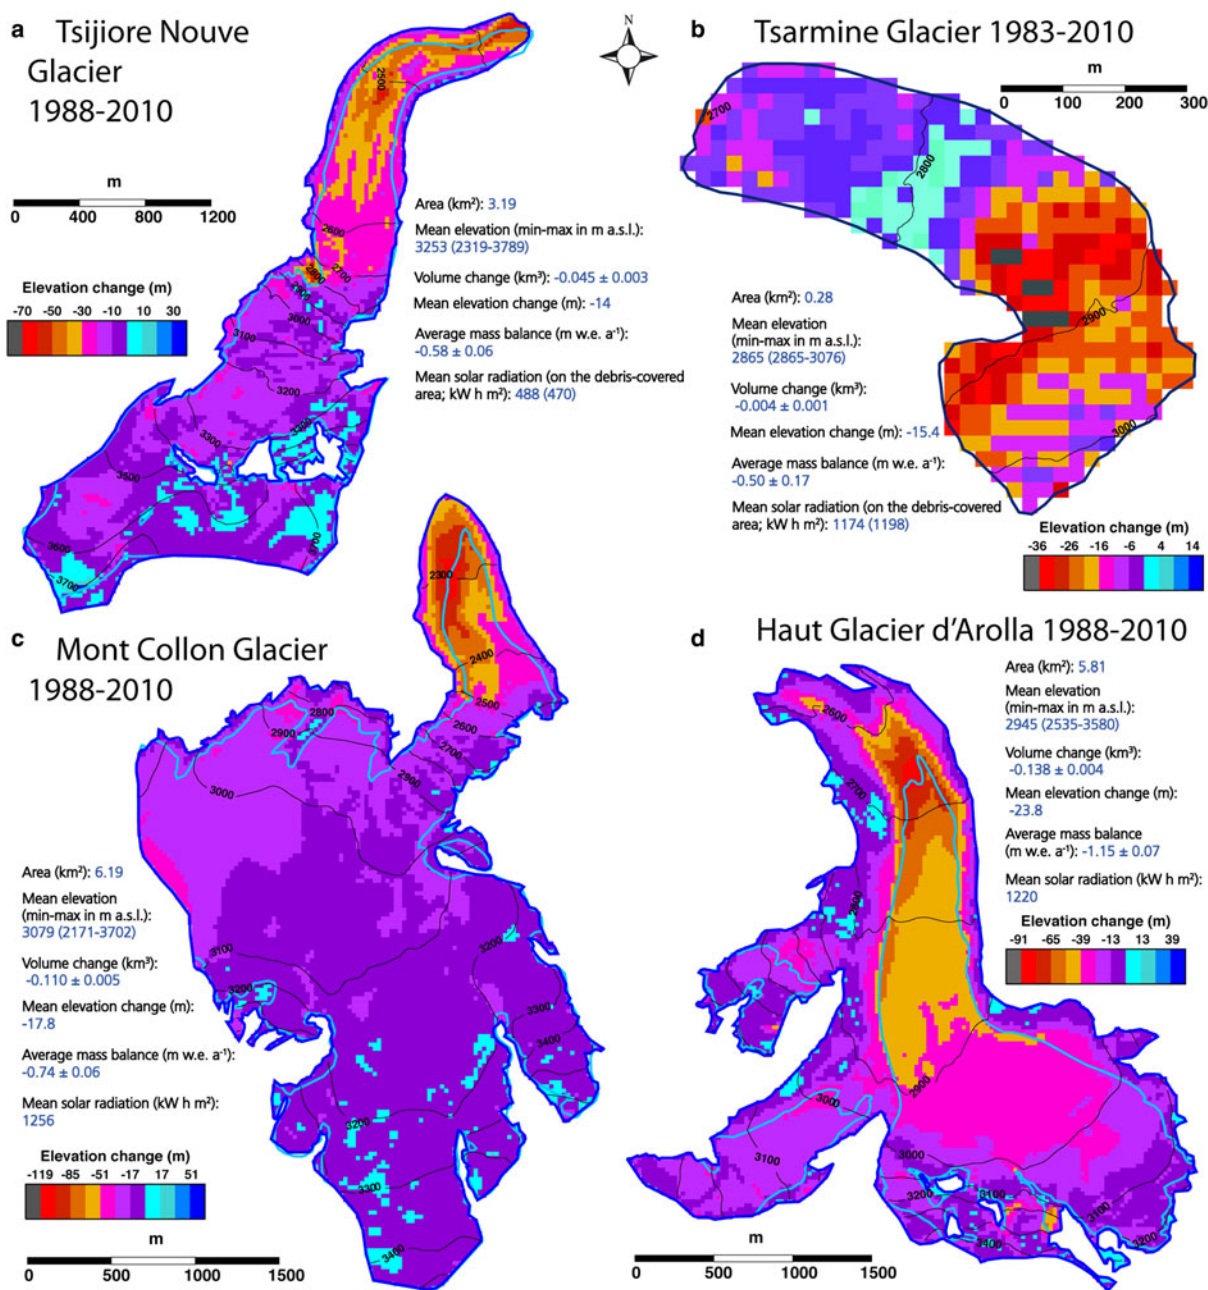 a Tsijiore Nouve
Glacier
1988-2010
m
0 400 800 1200
Elevation change (m)
-70 -50 -30 -10 10 30
Area (km²): 3.19
Mean elevation (min-max in m a.s.l.):
3253 (2319-3789)
Volume change (km³): -0.045 ± 0.003
Mean elevation change (m): -14
Average mass balance (m w.e. a⁻¹):
-0.58 ± 0.06
Mean solar radiation (on the debris-covered
area; kW h m²): 488 (470)
2500
2600
2700
2800
2900
3000
3100
3200
3300
3300
3500
3600
3700
3700
N
b Tsarmine Glacier 1983-2010
m
0 100 200 300
2700
2800
2900
3000
Area (km²): 0.28
Mean elevation
(min-max in m a.s.l.):
2865 (2865-3076)
Volume change (km³):
-0.004 ± 0.001
Mean elevation change (m): -15.4
Average mass balance (m w.e. a⁻¹):
-0.50 ± 0.17
Mean solar radiation (on the debris-covered
area; kW h m²): 1174 (1198)
Elevation change (m)
-36 -26 -16 -6 4 14
c Mont Collon Glacier
1988-2010
2300
2400
2500
2600
2700
2800
2900
2900
3000
3100
3200
3200
3300
3400
3200
3300
3400
Area (km²): 6.19
Mean elevation
(min-max in m a.s.l.):
3079 (2171-3702)
Volume change (km³):
-0.110 ± 0.005
Mean elevation change (m):
-17.8
Average mass balance (m w.e. a⁻¹):
-0.74 ± 0.06
Mean solar radiation (kW h m²):
1256
Elevation change (m)
-119 -85 -51 -17 17 51
m
0 500 1000 1500
d Haut Glacier d'Arolla 1988-2010
Area (km²): 5.81
Mean elevation
(min-max in m a.s.l.):
2945 (2535-3580)
Volume change (km³):
-0.138 ± 0.004
Mean elevation change (m):
-23.8
Average mass balance
(m w.e. a⁻¹): -1.15 ± 0.07
Mean solar radiation (kW h m²):
1220
Elevation change (m)
-91 -65 -39 -13 13 39
2600
2700
2800
2900
3000
3100
3000
3100
3200
3400
3100
3200
m
0 500 1000 1500